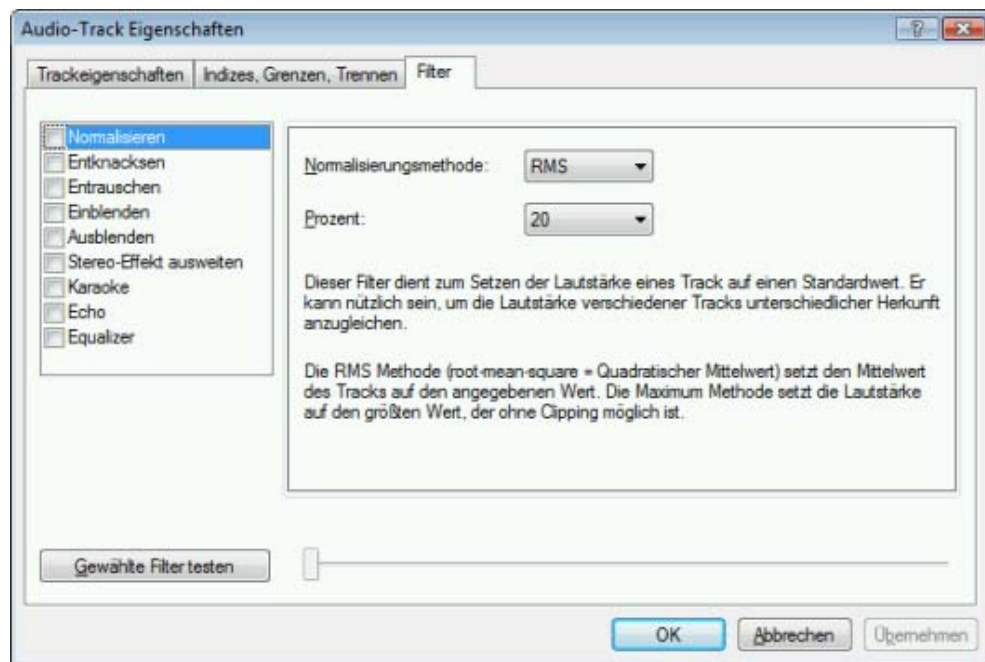 Audio-Track Eigenschaften
Trackeigenschaften
Indizes, Grenzen, Trennen
Filter
Normalisieren
Entknacksen
Entrauschen
Einblenden
Ausblenden
Stereo-Effekt ausweiten
Karaoke
Echo
Equalizer
Normalisierungsmethode:
RMS
Prozent:
20
Dieser Filter dient zum Setzen der Lautstärke eines Track auf einen Standardwert. Er
kann nützlich sein, um die Lautstärke verschiedener Tracks unterschiedlicher Herkunft
anzugleichen.
Die RMS Methode (root-mean-square = Quadratischer Mittelwert) setzt den Mittelwert
des Tracks auf den angegebenen Wert. Die Maximum Methode setzt die Lautstärke
auf den größten Wert, der ohne Clipping möglich ist.
Gewählte Filter testen
OK
Abbrechen
Übernehmen